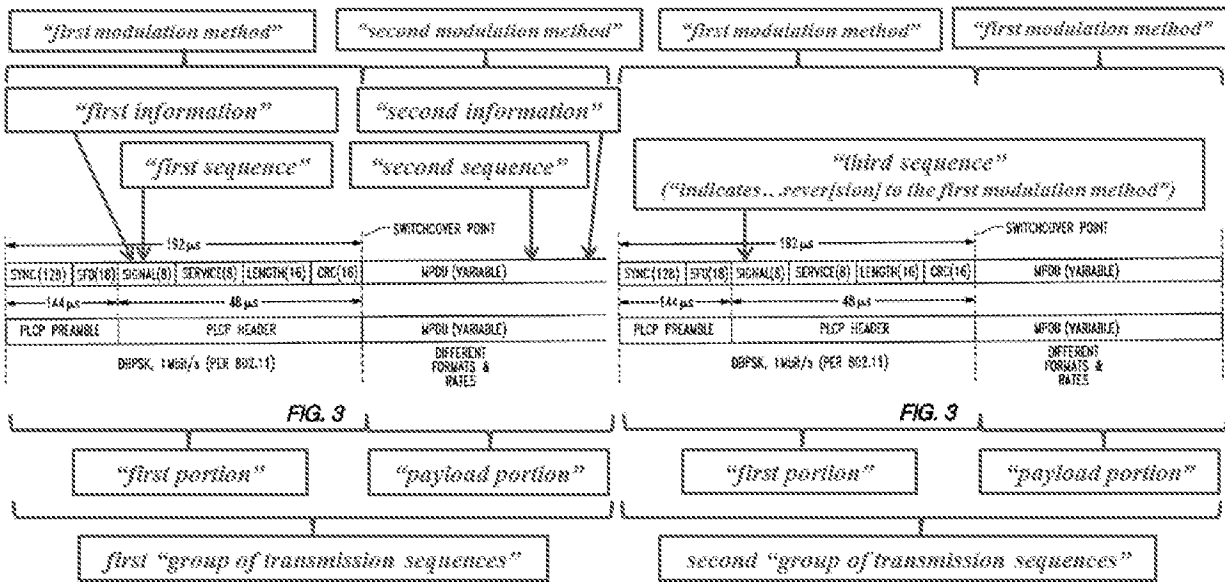 "first modulation method" "second modulation method" "first modulation method" "first modulation method"
"first information" "second information"
"first sequence" "second sequence" "third sequence"
("indicates...rever[sion] to the first modulation method")
SWITCHCOVER POINT SWITCHCOVER POINT
192 µs 192 µs
SYNC(128) SFD(16) SIGNAL(8) SERVICE(8) LENGTH(16) CRC(16) MPDU (VARIABLE) SYNC(128) SFD(16) SIGNAL(8) SERVICE(8) LENGTH(16) CRC(16) MPDU (VARIABLE)
144 µs 48 µs 144 µs 48 µs
PLCP PREAMBLE PLCP HEADER MPDU (VARIABLE) PLCP PREAMBLE PLCP HEADER MPDU (VARIABLE)
DBPSK, 1 Mbit/s (PER 802.11) DIFFERENT FORMATS & RATES DBPSK, 1 Mbit/s (PER 802.11) DIFFERENT FORMATS & RATES
FIG. 3 FIG. 3
"first portion" "payload portion" "first portion" "payload portion"
first "group of transmission sequences" second "group of transmission sequences"